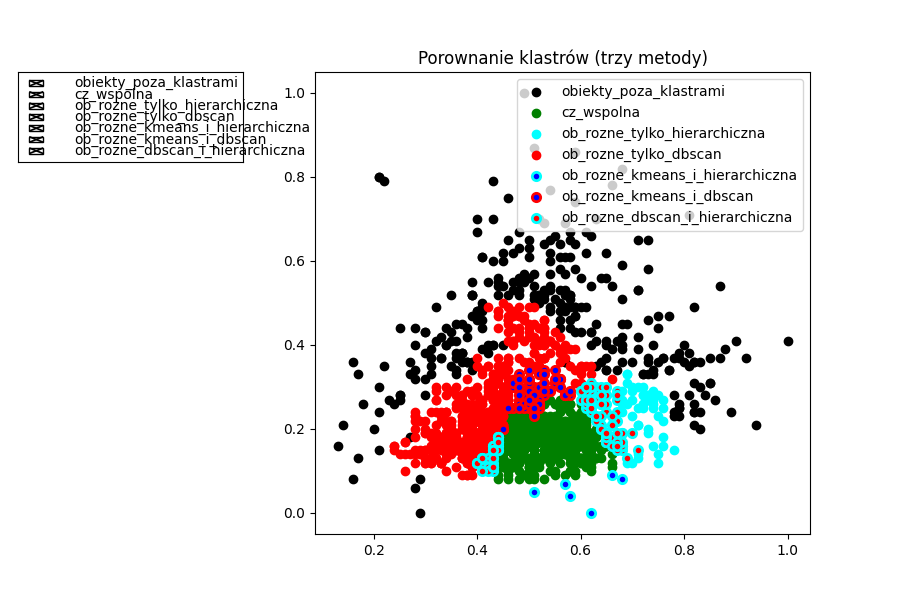 Porownanie klastrów (trzy metody)
obiekty_poza_klastrami
cz_wspolna
ob_rozne_tylko_hierarchiczna
ob_rozne_tylko_dbscan
ob_rozne_kmeans_i_hierarchiczna
ob_rozne_kmeans_i_dbscan
ob_rozne_dbscan_i_hierarchiczna
obiekty_poza_klastrami
cz_wspolna
ob_rozne_tylko_hierarchiczna
ob_rozne_tylko_dbscan
ob_rozne_kmeans_i_hierarchiczna
ob_rozne_kmeans_i_dbscan
ob_rozne_dbscan_i_hierarchiczna
1.0
0.8
0.6
0.4
0.2
0.0
0.2 0.4 0.6 0.8 1.0